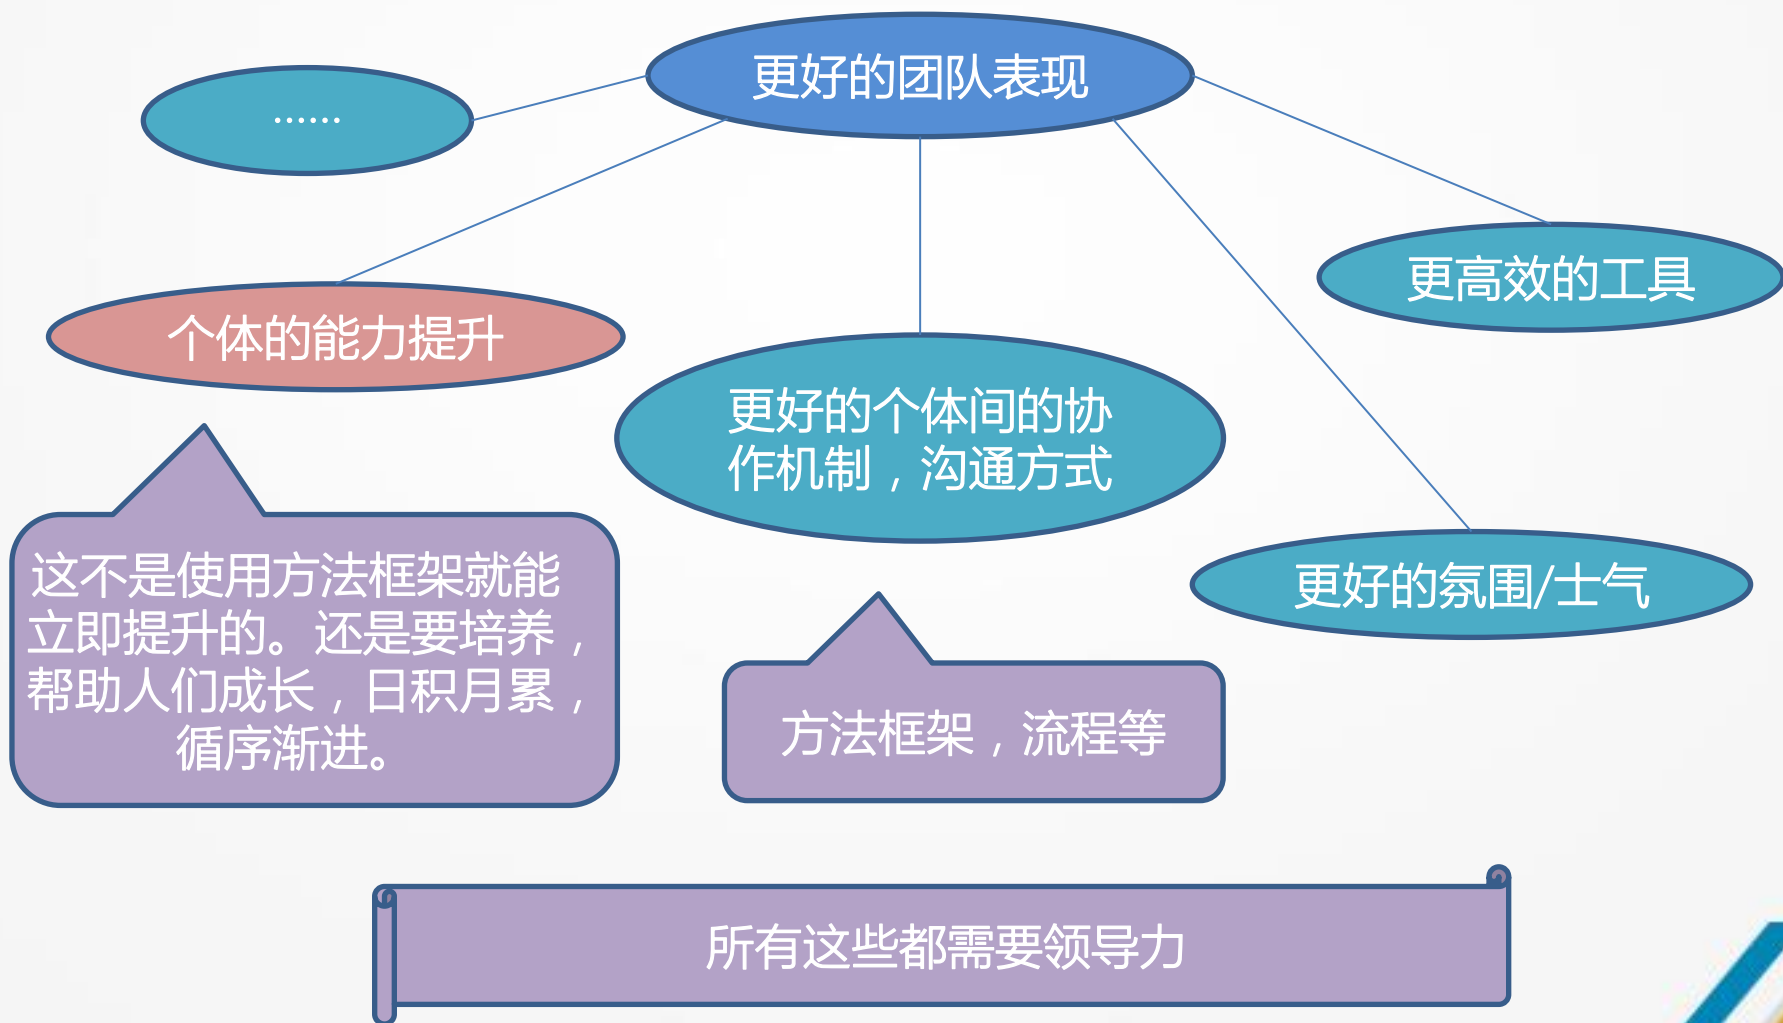 更好的团队表现
……
更高效的工具
个体的能力提升
更好的个体间的协
作机制，沟通方式
更好的氛围/士气
这不是使用方法框架就能
立即提升的。还是要培养，
帮助人们成长，日积月累，
循序渐进。
方法框架，流程等
所有这些都需要领导力